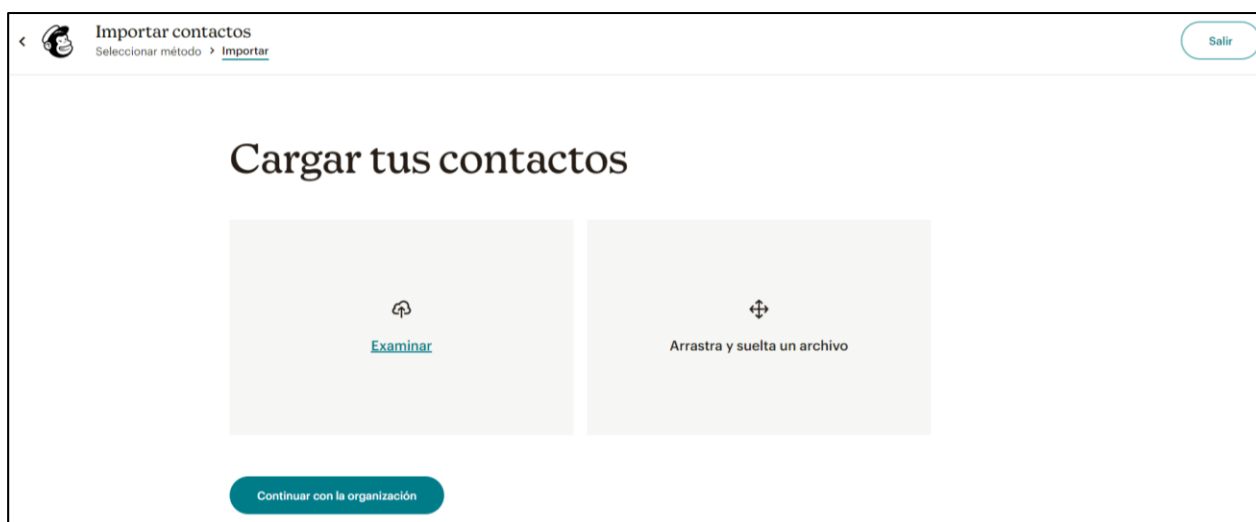 Importar contactos
Seleccionar método > Importar
Salir
Cargar tus contactos
Examinar
Arrastra y suelta un archivo
Continuar con la organización